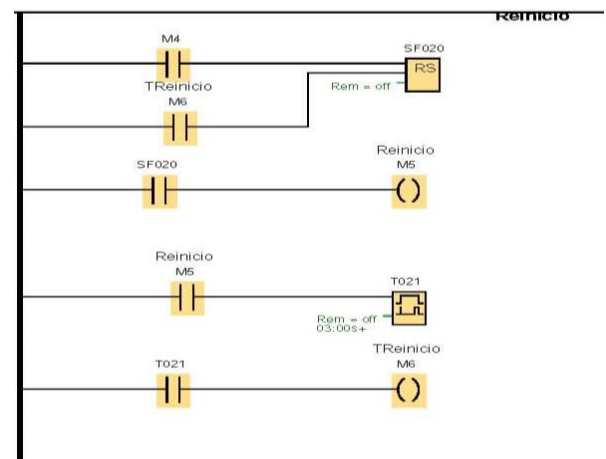 Reinicio
M4
SF020
RS
TReinicio
Rem = off
M6
SF020
Reinicio
M5
Reinicio
M5
T021
Rem = off
03:00s+
TReinicio
T021
M6